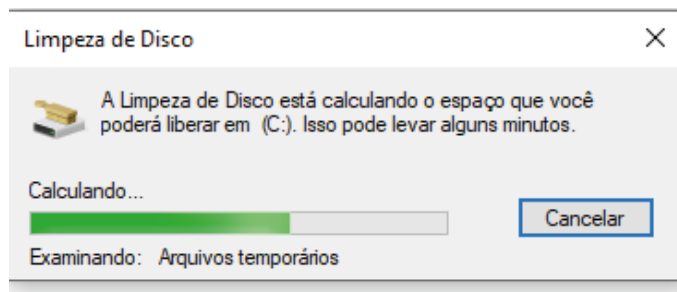 Limpeza de Disco
A Limpeza de Disco está calculando o espaço que você
poderá liberar em  (C:). Isso pode levar alguns minutos.
Calculando...
Cancelar
Examinando:   Arquivos temporários